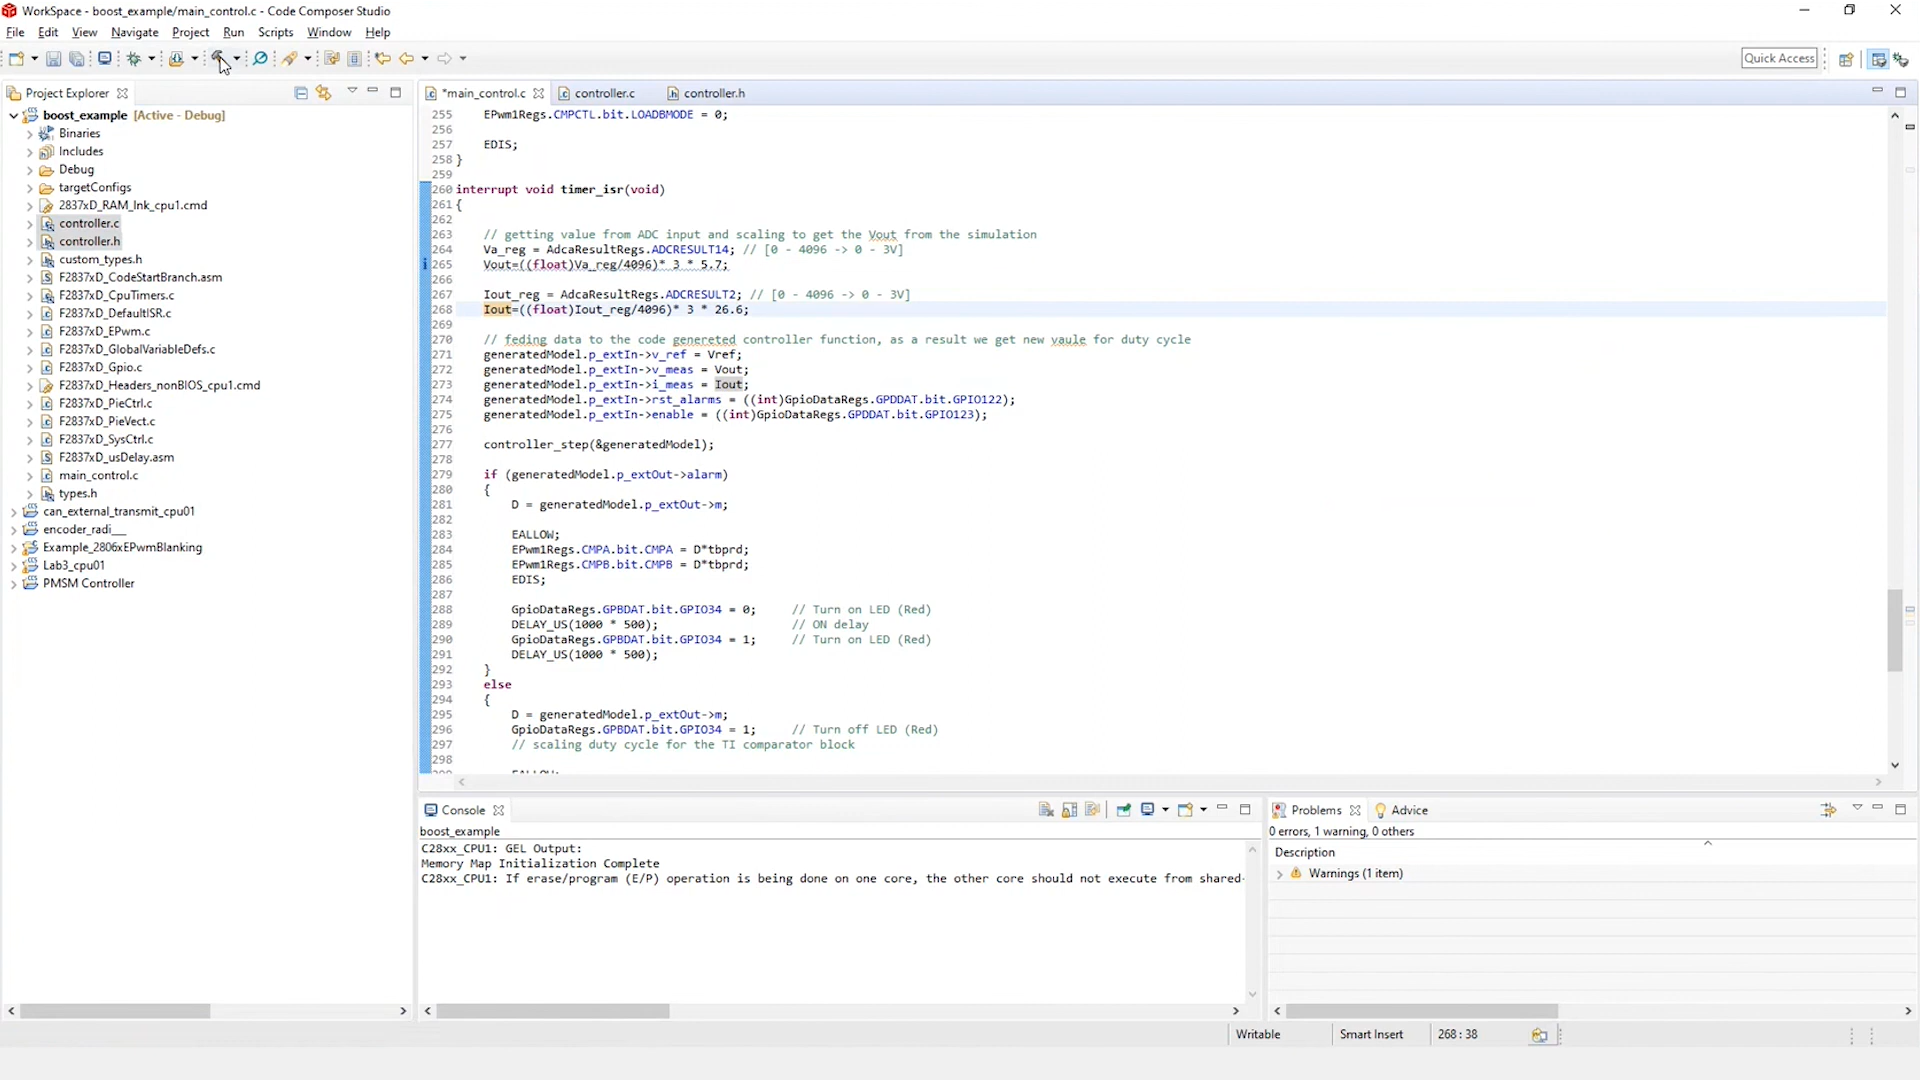 WorkSpace - boost_example/main_control.c - Code Composer Studio
File Edit View Navigate Project Run Scripts Window Help
Quick Access
Project Explorer
*main_control.c controller.c controller.h
boost_example [Active - Debug]
Binaries
Includes
Debug
targetConfigs
2837xD_RAM_lnk_cpu1.cmd
controller.c
controller.h
custom_types.h
F2837xD_CodeStartBranch.asm
F2837xD_CpuTimers.c
F2837xD_DefaultISR.c
F2837xD_EPwm.c
F2837xD_GlobalVariableDefs.c
F2837xD_Gpio.c
F2837xD_Headers_nonBIOS_cpu1.cmd
F2837xD_PieCtrl.c
F2837xD_PieVect.c
F2837xD_SysCtrl.c
F2837xD_usDelay.asm
main_control.c
types.h
can_external_transmit_cpu01
encoder_radi__
Example_2806xEPwmBlanking
Lab3_cpu01
PMSM Controller
255 EPwm1Regs.CMPCTL.bit.LOADBMODE = 0;
256
257 EDIS;
258 }
259
260 interrupt void timer_isr(void)
261 {
262
263 // getting value from ADC input and scaling to get the Vout from the simulation
264 Va_reg = AdcaResultRegs.ADCRESULT14; // [0 - 4096 -> 0 - 3V]
265 Vout=((float)Va_reg/4096)* 3 * 5.7;
266
267 Iout_reg = AdcaResultRegs.ADCRESULT2; // [0 - 4096 -> 0 - 3V]
268 Iout=((float)Iout_reg/4096)* 3 * 26.6;
269
270 // feding data to the code genereted controller function, as a result we get new vaule for duty cycle
271 generatedModel.p_extIn->v_ref = Vref;
272 generatedModel.p_extIn->v_meas = Vout;
273 generatedModel.p_extIn->i_meas = Iout;
274 generatedModel.p_extIn->rst_alarms = ((int)GpioDataRegs.GPDDAT.bit.GPIO122);
275 generatedModel.p_extIn->enable = ((int)GpioDataRegs.GPDDAT.bit.GPIO123);
276
277 controller_step(&generatedModel);
278
279 if (generatedModel.p_extOut->alarm)
280 {
281 D = generatedModel.p_extOut->m;
282
283 EALLOW;
284 EPwm1Regs.CMPA.bit.CMPA = D*tbprd;
285 EPwm1Regs.CMPB.bit.CMPB = D*tbprd;
286 EDIS;
287
288 GpioDataRegs.GPBDAT.bit.GPIO34 = 0; // Turn on LED (Red)
289 DELAY_US(1000 * 500); // ON delay
290 GpioDataRegs.GPBDAT.bit.GPIO34 = 1; // Turn on LED (Red)
291 DELAY_US(1000 * 500);
292 }
293 else
294 {
295 D = generatedModel.p_extOut->m;
296 GpioDataRegs.GPBDAT.bit.GPIO34 = 1; // Turn off LED (Red)
297 // scaling duty cycle for the TI comparator block
298
Console
boost_example
C28xx_CPU1: GEL Output:
Memory Map Initialization Complete
C28xx_CPU1: If erase/program (E/P) operation is being done on one core, the other core should not execute from shared-
Problems Advice
0 errors, 1 warning, 0 others
Description
Warnings (1 item)
Writable Smart Insert 268 : 38